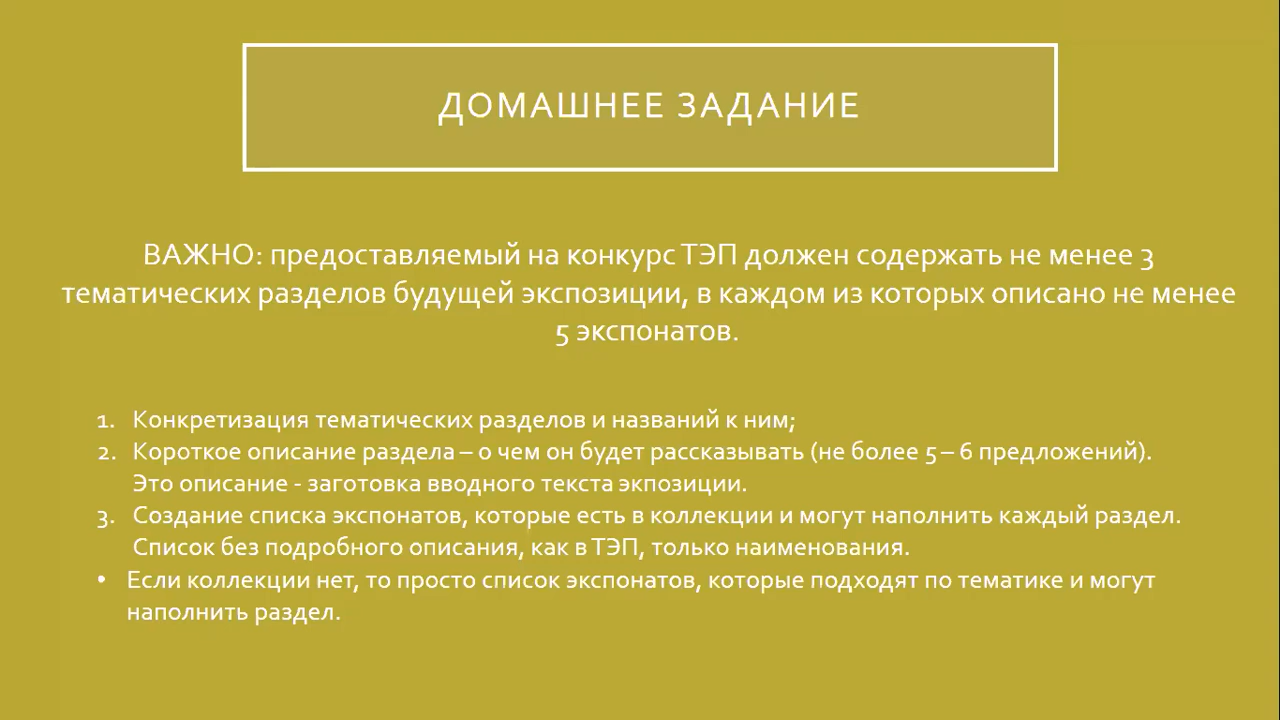 ДОМАШНЕЕ ЗАДАНИЕ
ВАЖНО: предоставляемый на конкурс ТЭП должен содержать не менее 3
тематических разделов будущей экспозиции, в каждом из которых описано не менее
5 экспонатов.
1. Конкретизация тематических разделов и названий к ним;
2. Короткое описание раздела – о чем он будет рассказывать (не более 5 – 6 предложений).
Это описание - заготовка вводного текста экпозиции.
3. Создание списка экспонатов, которые есть в коллекции и могут наполнить каждый раздел.
Список без подробного описания, как в ТЭП, только наименования.
• Если коллекции нет, то просто список экспонатов, которые подходят по тематике и могут
наполнить раздел.